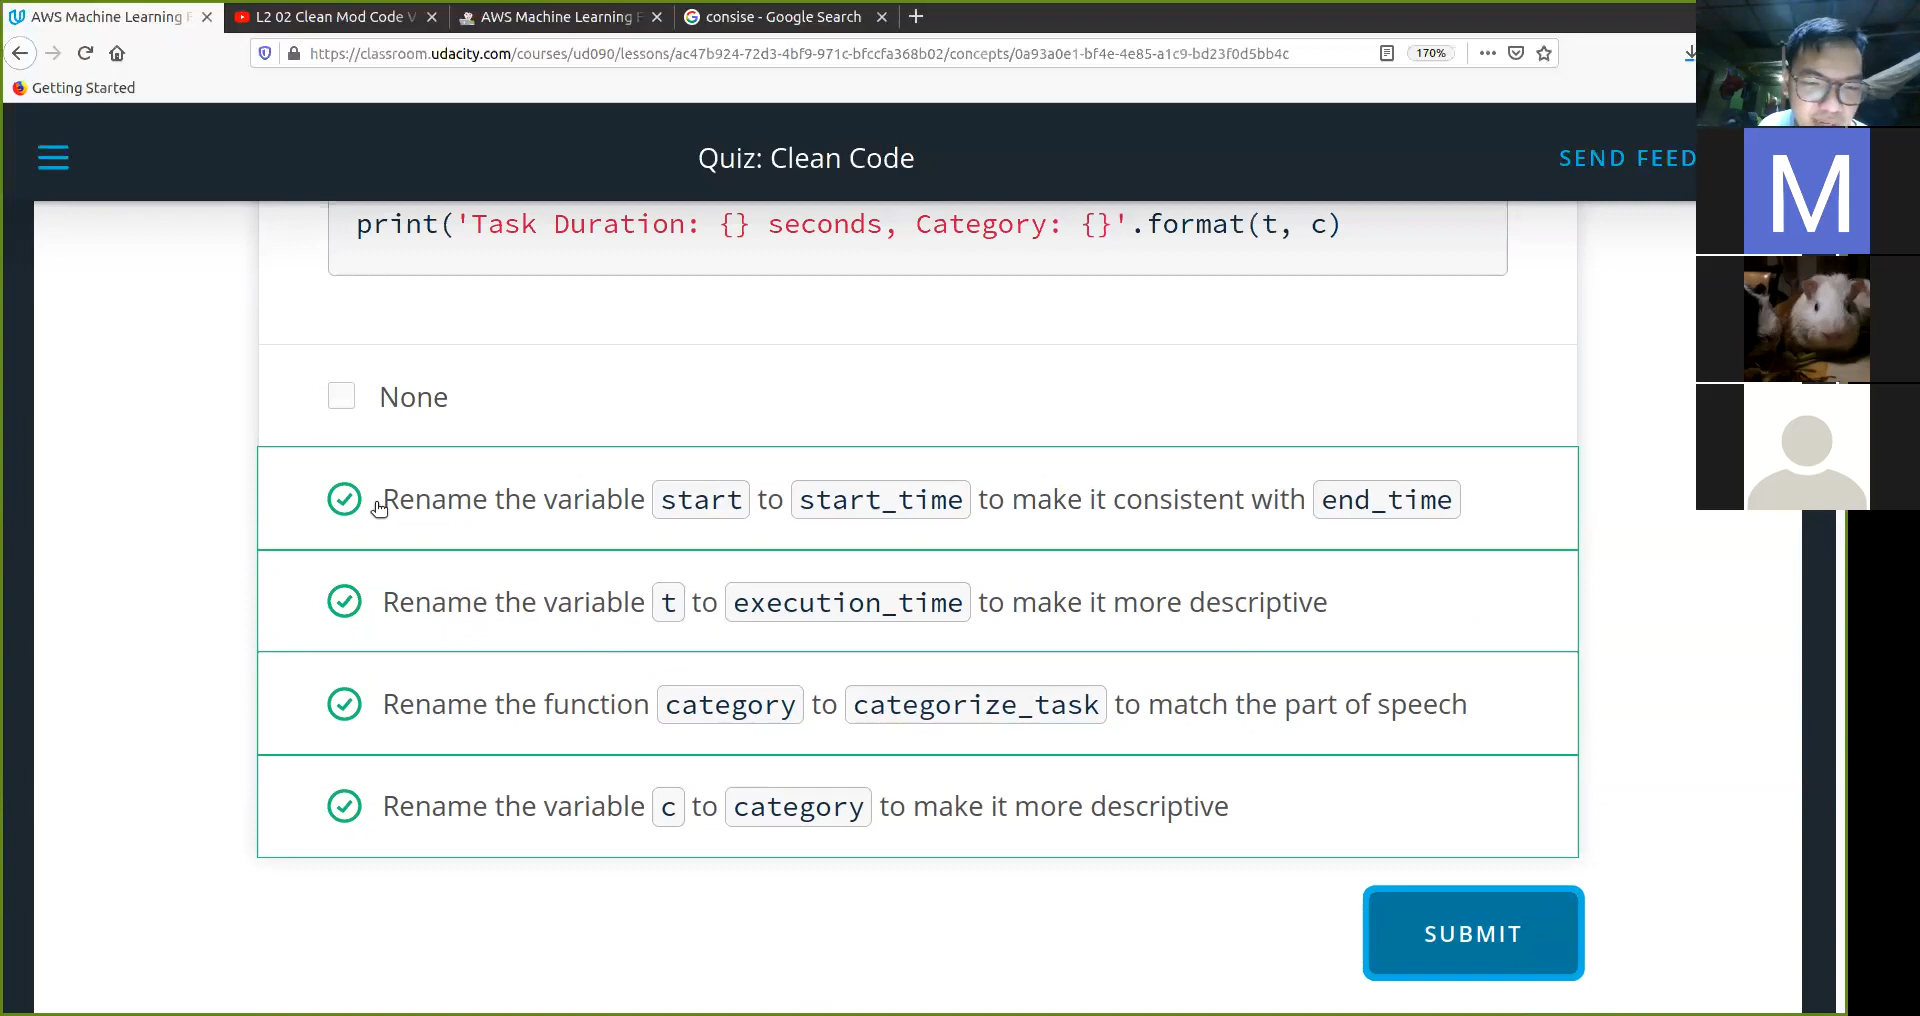 AWS Machine Learning F
L2 02 Clean Mod Code V
AWS Machine Learning F
consise - Google Search
https://classroom.udacity.com/courses/ud090/lessons/ac47b924-72d3-4bf9-971c-bfccfa368b02/concepts/0a93a0e1-bf4e-4e85-a1c9-bd23f0d5bb4c
170%
Getting Started
Quiz: Clean Code
SEND FEED
print('Task Duration: {} seconds, Category: {}'.format(t, c)
None
Rename the variable start to start_time to make it consistent with end_time
Rename the variable t to execution_time to make it more descriptive
Rename the function category to categorize_task to match the part of speech
Rename the variable c to category to make it more descriptive
SUBMIT
M